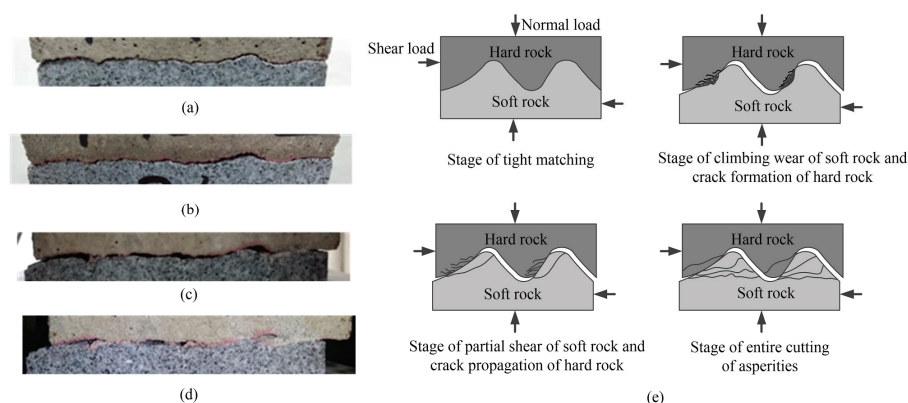 (a)
(b)
(c)
(d)
Normal load
Shear load
Hard rock
Soft rock
Stage of tight matching
Hard rock
Soft rock
Stage of climbing wear of soft rock and
crack formation of hard rock
Hard rock
Soft rock
Stage of partial shear of soft rock and
crack propagation of hard rock
Hard rock
Soft rock
Stage of entire cutting
of asperities
(e)